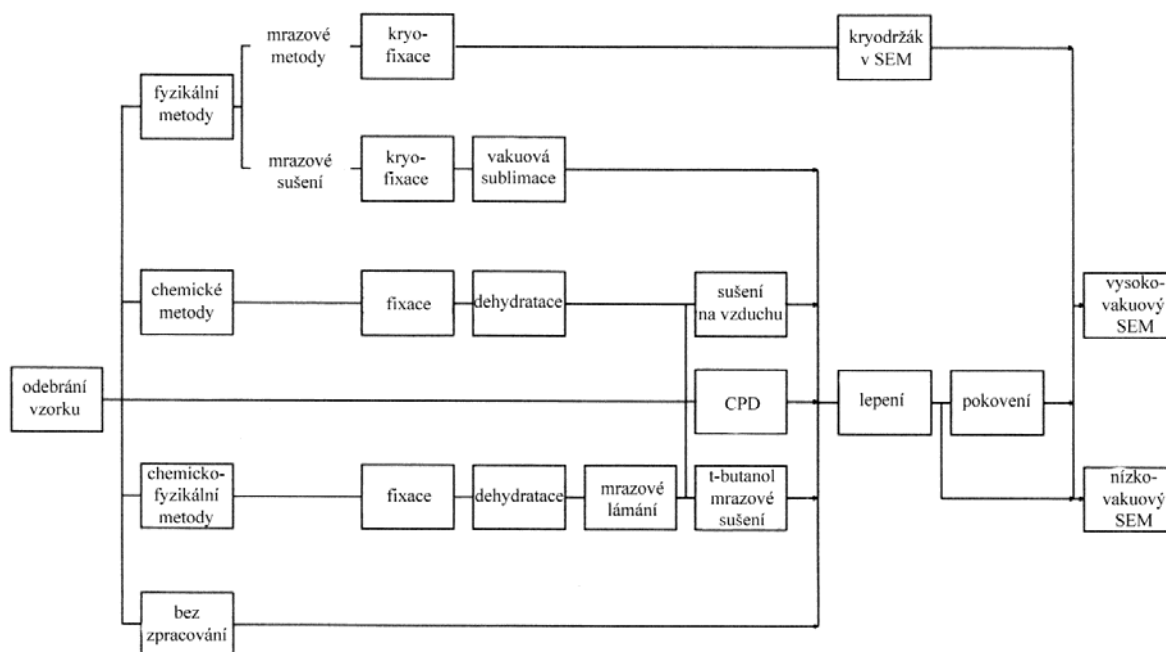 mrazové
metody
kryo-
fixace
kryodržák
v SEM
fyzikální
metody
mrazové
sušení
kryo-
fixace
vakuová
sublimace
chemické
metody
fixace
dehydratace
sušení
na vzduchu
vysoko-
vakuový
SEM
odebrání
vzorku
CPD
lepení
pokovení
chemicko-
fyzikální
metody
fixace
dehydratace
mrazové
lámání
t-butanol
mrazové
sušení
nízko-
vakuový
SEM
bez
zpracování